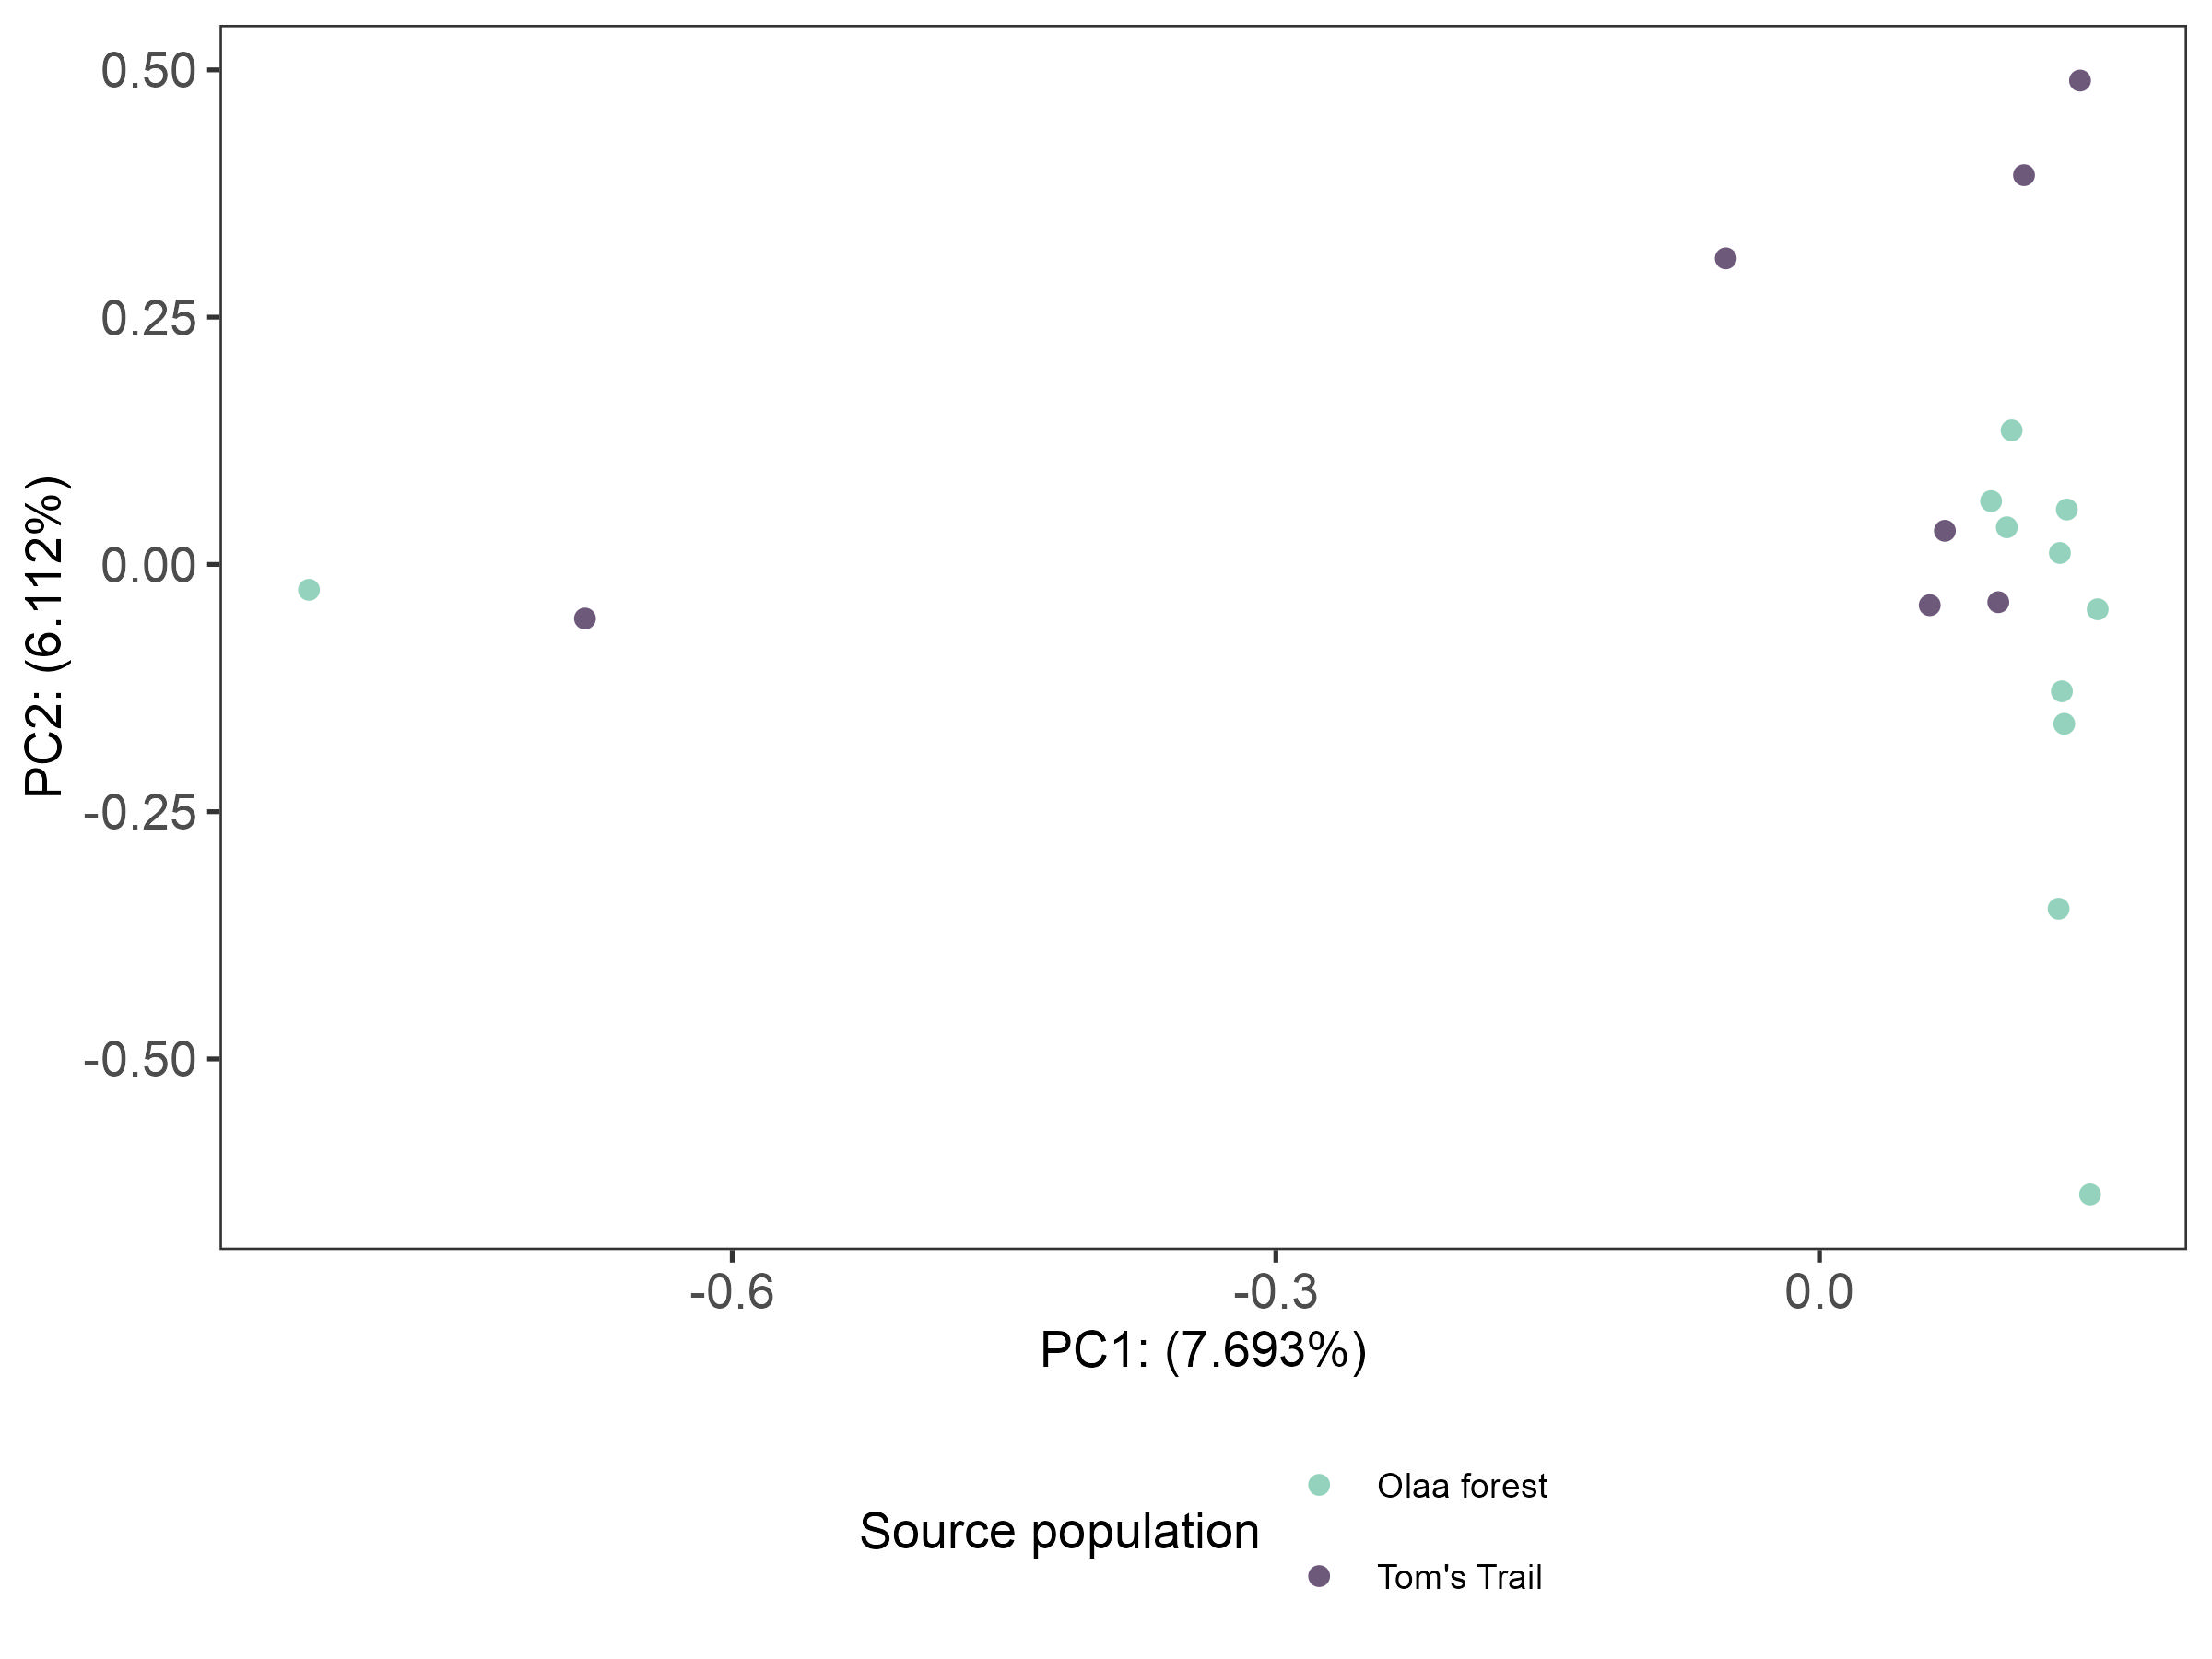 0.50
0.25
0.00
-0.25
-0.50
PC2: (6.112%)
-0.6
-0.3
0.0
PC1: (7.693%)
Source population
Olaa forest
Tom's Trail